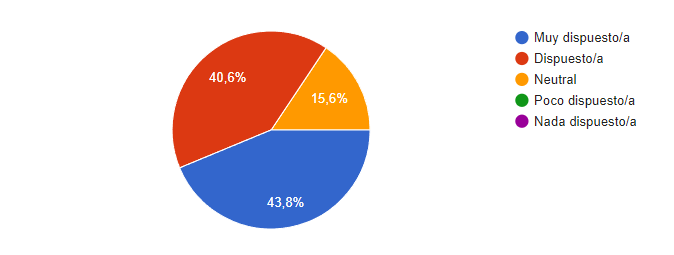 Muy dispuesto/a
Dispuesto/a
Neutral
Poco dispuesto/a
Nada dispuesto/a
40,6%
15,6%
43,8%